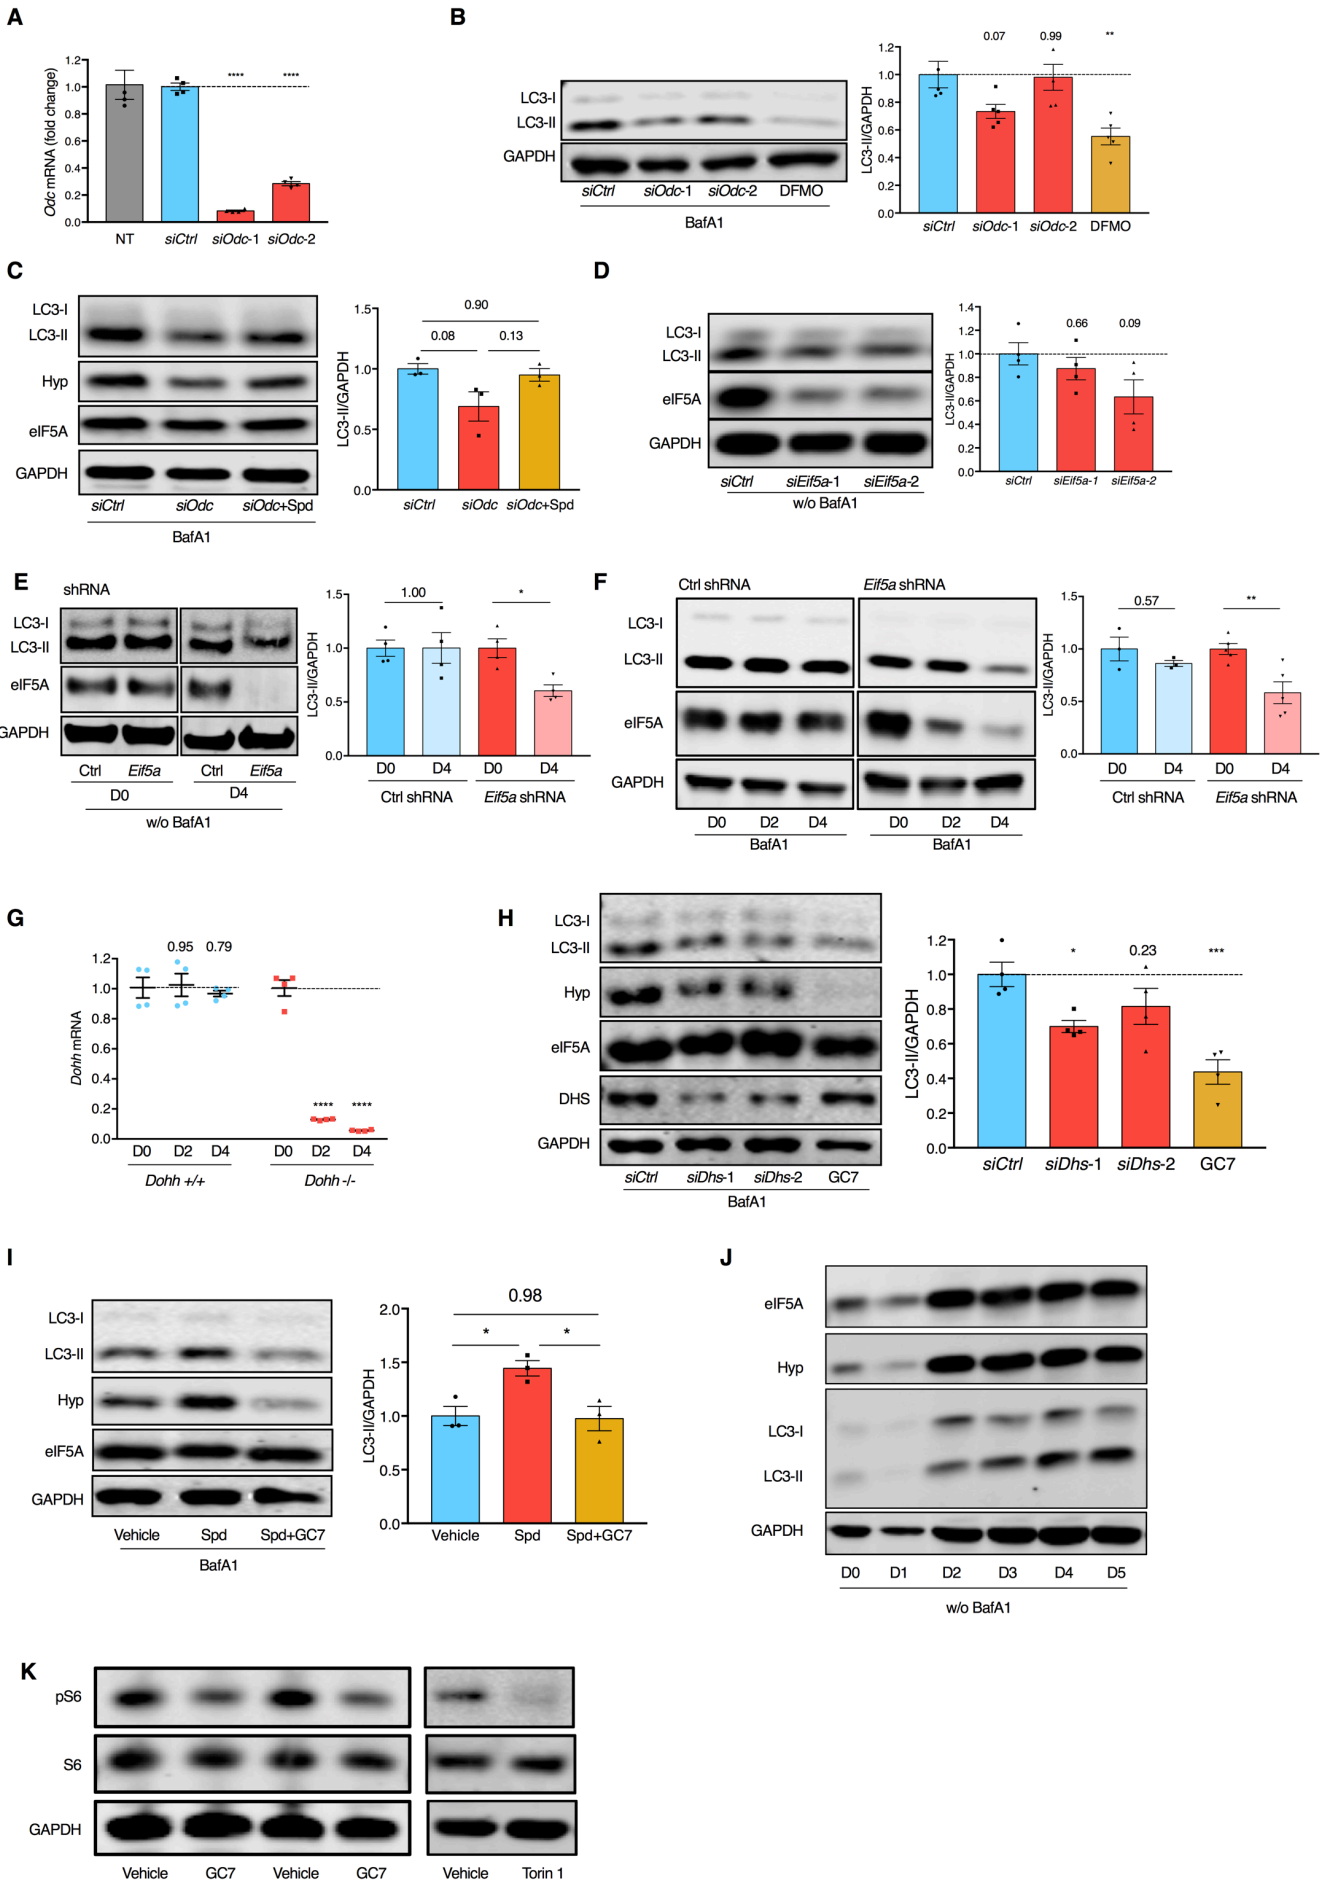 A
Odc mRNA (fold change)
1.2
1.0
0.8
0.6
0.4
0.2
0.0
**** ****
NT siCtrl siOdc-1 siOdc-2
B
LC3-I
LC3-II
GAPDH
siCtrl siOdc-1 siOdc-2 DFMO
BafA1
LC3-II/GAPDH
1.2
1.0
0.8
0.6
0.4
0.2
0.0
0.07 0.99 **
siCtrl siOdc-1 siOdc-2 DFMO
C
LC3-I
LC3-II
Hyp
eIF5A
GAPDH
siCtrl siOdc siOdc+Spd
BafA1
LC3-II/GAPDH
1.5
1.0
0.5
0.0
0.90
0.08 0.13
siCtrl siOdc siOdc+Spd
D
LC3-I
LC3-II
eIF5A
GAPDH
siCtrl siEif5a-1 siEif5a-2
w/o BafA1
LC3-II/GAPDH
1.4
1.2
1.0
0.8
0.6
0.4
0.2
0.0
0.66 0.09
siCtrl siEif5a-1 siEif5a-2
E
shRNA
LC3-I
LC3-II
eIF5A
GAPDH
Ctrl Eif5a Ctrl Eif5a
D0 D4
w/o BafA1
LC3-II/GAPDH
1.5
1.0
0.5
0.0
1.00 *
D0 D4 D0 D4
Ctrl shRNA Eif5a shRNA
F
Ctrl shRNA Eif5a shRNA
LC3-I
LC3-II
eIF5A
GAPDH
D0 D2 D4 D0 D2 D4
BafA1 BafA1
LC3-II/GAPDH
1.5
1.0
0.5
0.0
0.57 **
D0 D4 D0 D4
Ctrl shRNA Eif5a shRNA
G
Dohh mRNA
1.2
1.0
0.8
0.6
0.4
0.2
0.0
0.95 0.79
**** ****
D0 D2 D4 D0 D2 D4
Dohh +/+ Dohh -/-
H
LC3-I
LC3-II
Hyp
eIF5A
DHS
GAPDH
siCtrl siDhs-1 siDhs-2 GC7
BafA1
LC3-II/GAPDH
1.2
1.0
0.8
0.6
0.4
0.2
0.0
* 0.23 ***
siCtrl siDhs-1 siDhs-2 GC7
I
LC3-I
LC3-II
Hyp
eIF5A
GAPDH
Vehicle Spd Spd+GC7
BafA1
LC3-II/GAPDH
2.0
1.5
1.0
0.5
0.0
0.98
* *
Vehicle Spd Spd+GC7
J
eIF5A
Hyp
LC3-I
LC3-II
GAPDH
D0 D1 D2 D3 D4 D5
w/o BafA1
K
pS6
S6
GAPDH
Vehicle GC7 Vehicle GC7 Vehicle Torin 1